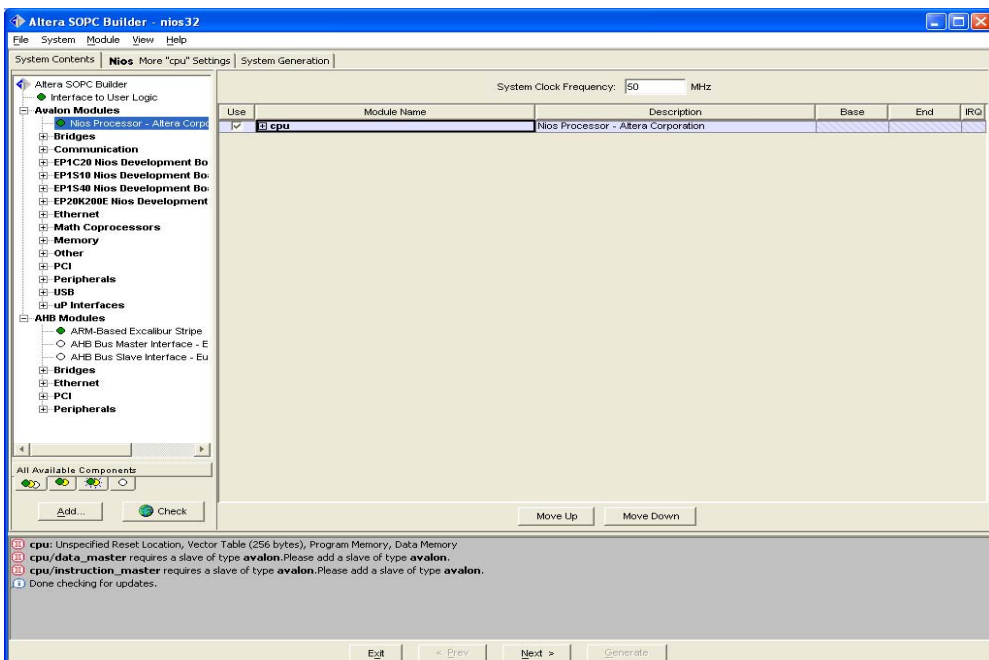 Altera SOPC Builder - nios32
File System Module View Help
System Contents Nios More "cpu" Settings System Generation
Altera SOPC Builder
Interface to User Logic
Avalon Modules
Nios Processor - Altera Corpo
Bridges
Communication
EP1C20 Nios Development Bo
EP1S10 Nios Development Bo
EP1S40 Nios Development Bo
EP20K200E Nios Development
Ethernet
Math Coprocessors
Memory
Other
PCI
Peripherals
USB
uP Interfaces
AHB Modules
ARM-Based Excalibur Stripe
AHB Bus Master Interface - E
AHB Bus Slave Interface - Eu
Bridges
Ethernet
PCI
Peripherals
All Available Components
Add... Check
System Clock Frequency: 50 MHz
Use Module Name Description Base End IRQ
cpu Nios Processor - Altera Corporation
Move Up Move Down
cpu: Unspecified Reset Location, Vector Table (256 bytes), Program Memory, Data Memory
cpu/data_master requires a slave of type avalon.Please add a slave of type avalon.
cpu/instruction_master requires a slave of type avalon.Please add a slave of type avalon.
Done checking for updates.
Exit < Prev Next > Generate